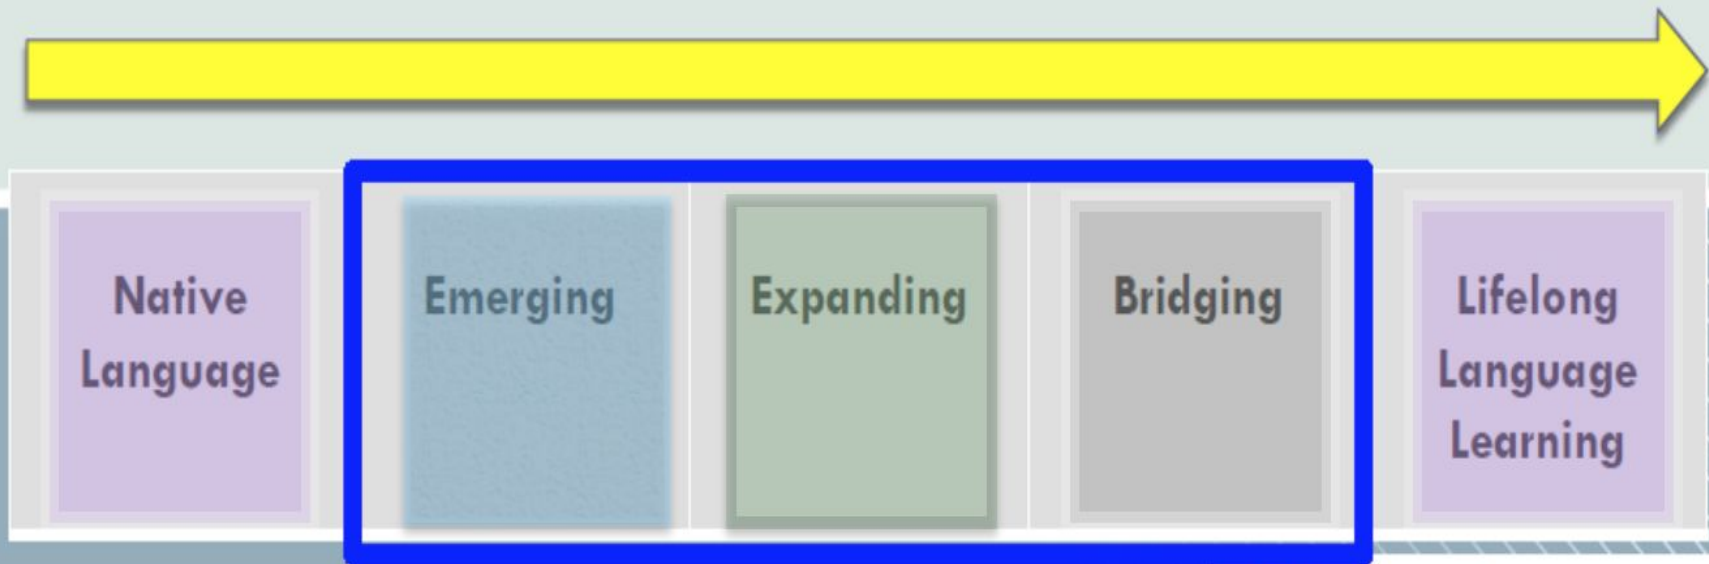 Native
Language
Emerging
Expanding
Bridging
Lifelong
Language
Learning